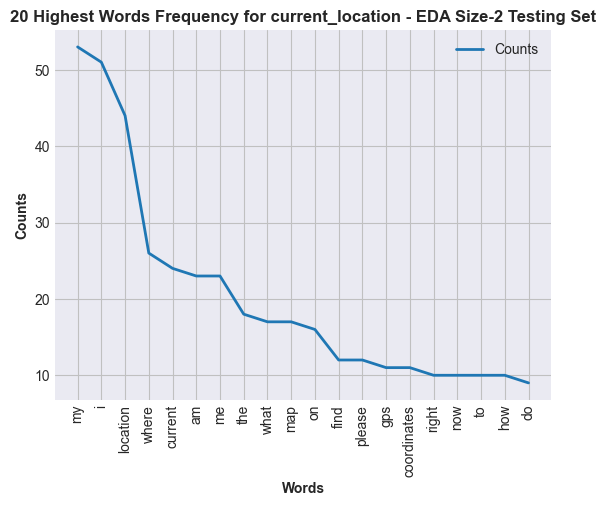 20 Highest Words Frequency for current_location - EDA Size-2 Testing Set
Counts
50
40
30
20
10
Counts
my
i
location
where
current
am
me
the
what
map
on
find
please
gps
coordinates
right
now
to
how
do
Words